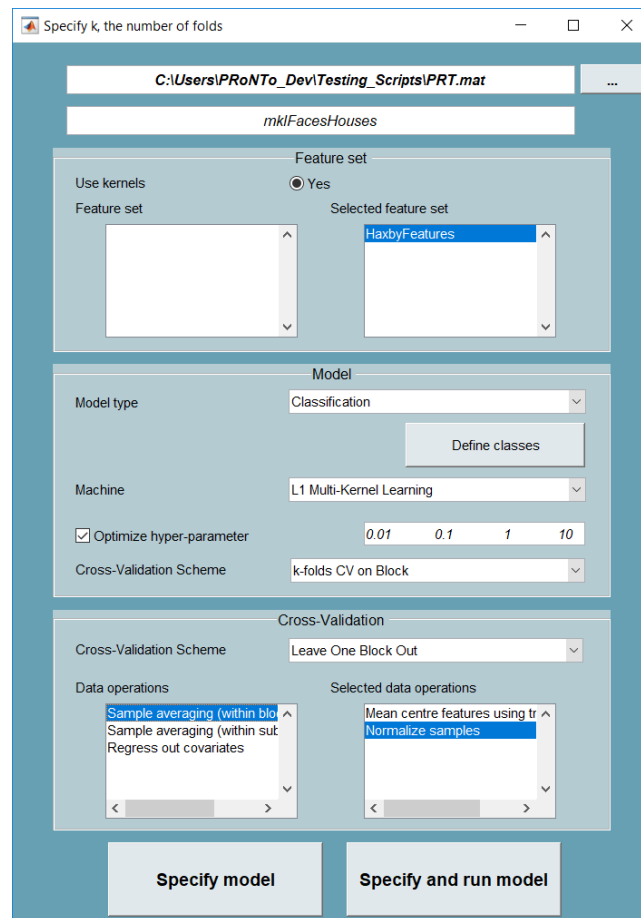 Specify k, the number of folds
C:\Users\PRoNTo_Dev\Testing_Scripts\PRT.mat
...
mklFacesHouses
Feature set
Use kernels
Yes
Feature set
Selected feature set
HaxbyFeatures
Model
Model type
Classification
Define classes
Machine
L1 Multi-Kernel Learning
Optimize hyper-parameter
0.01 0.1 1 10
Cross-Validation Scheme
k-folds CV on Block
Cross-Validation
Cross-Validation Scheme
Leave One Block Out
Data operations
Selected data operations
Sample averaging (within blo
Sample averaging (within sub
Regress out covariates
Mean centre features using tr
Normalize samples
Specify model
Specify and run model